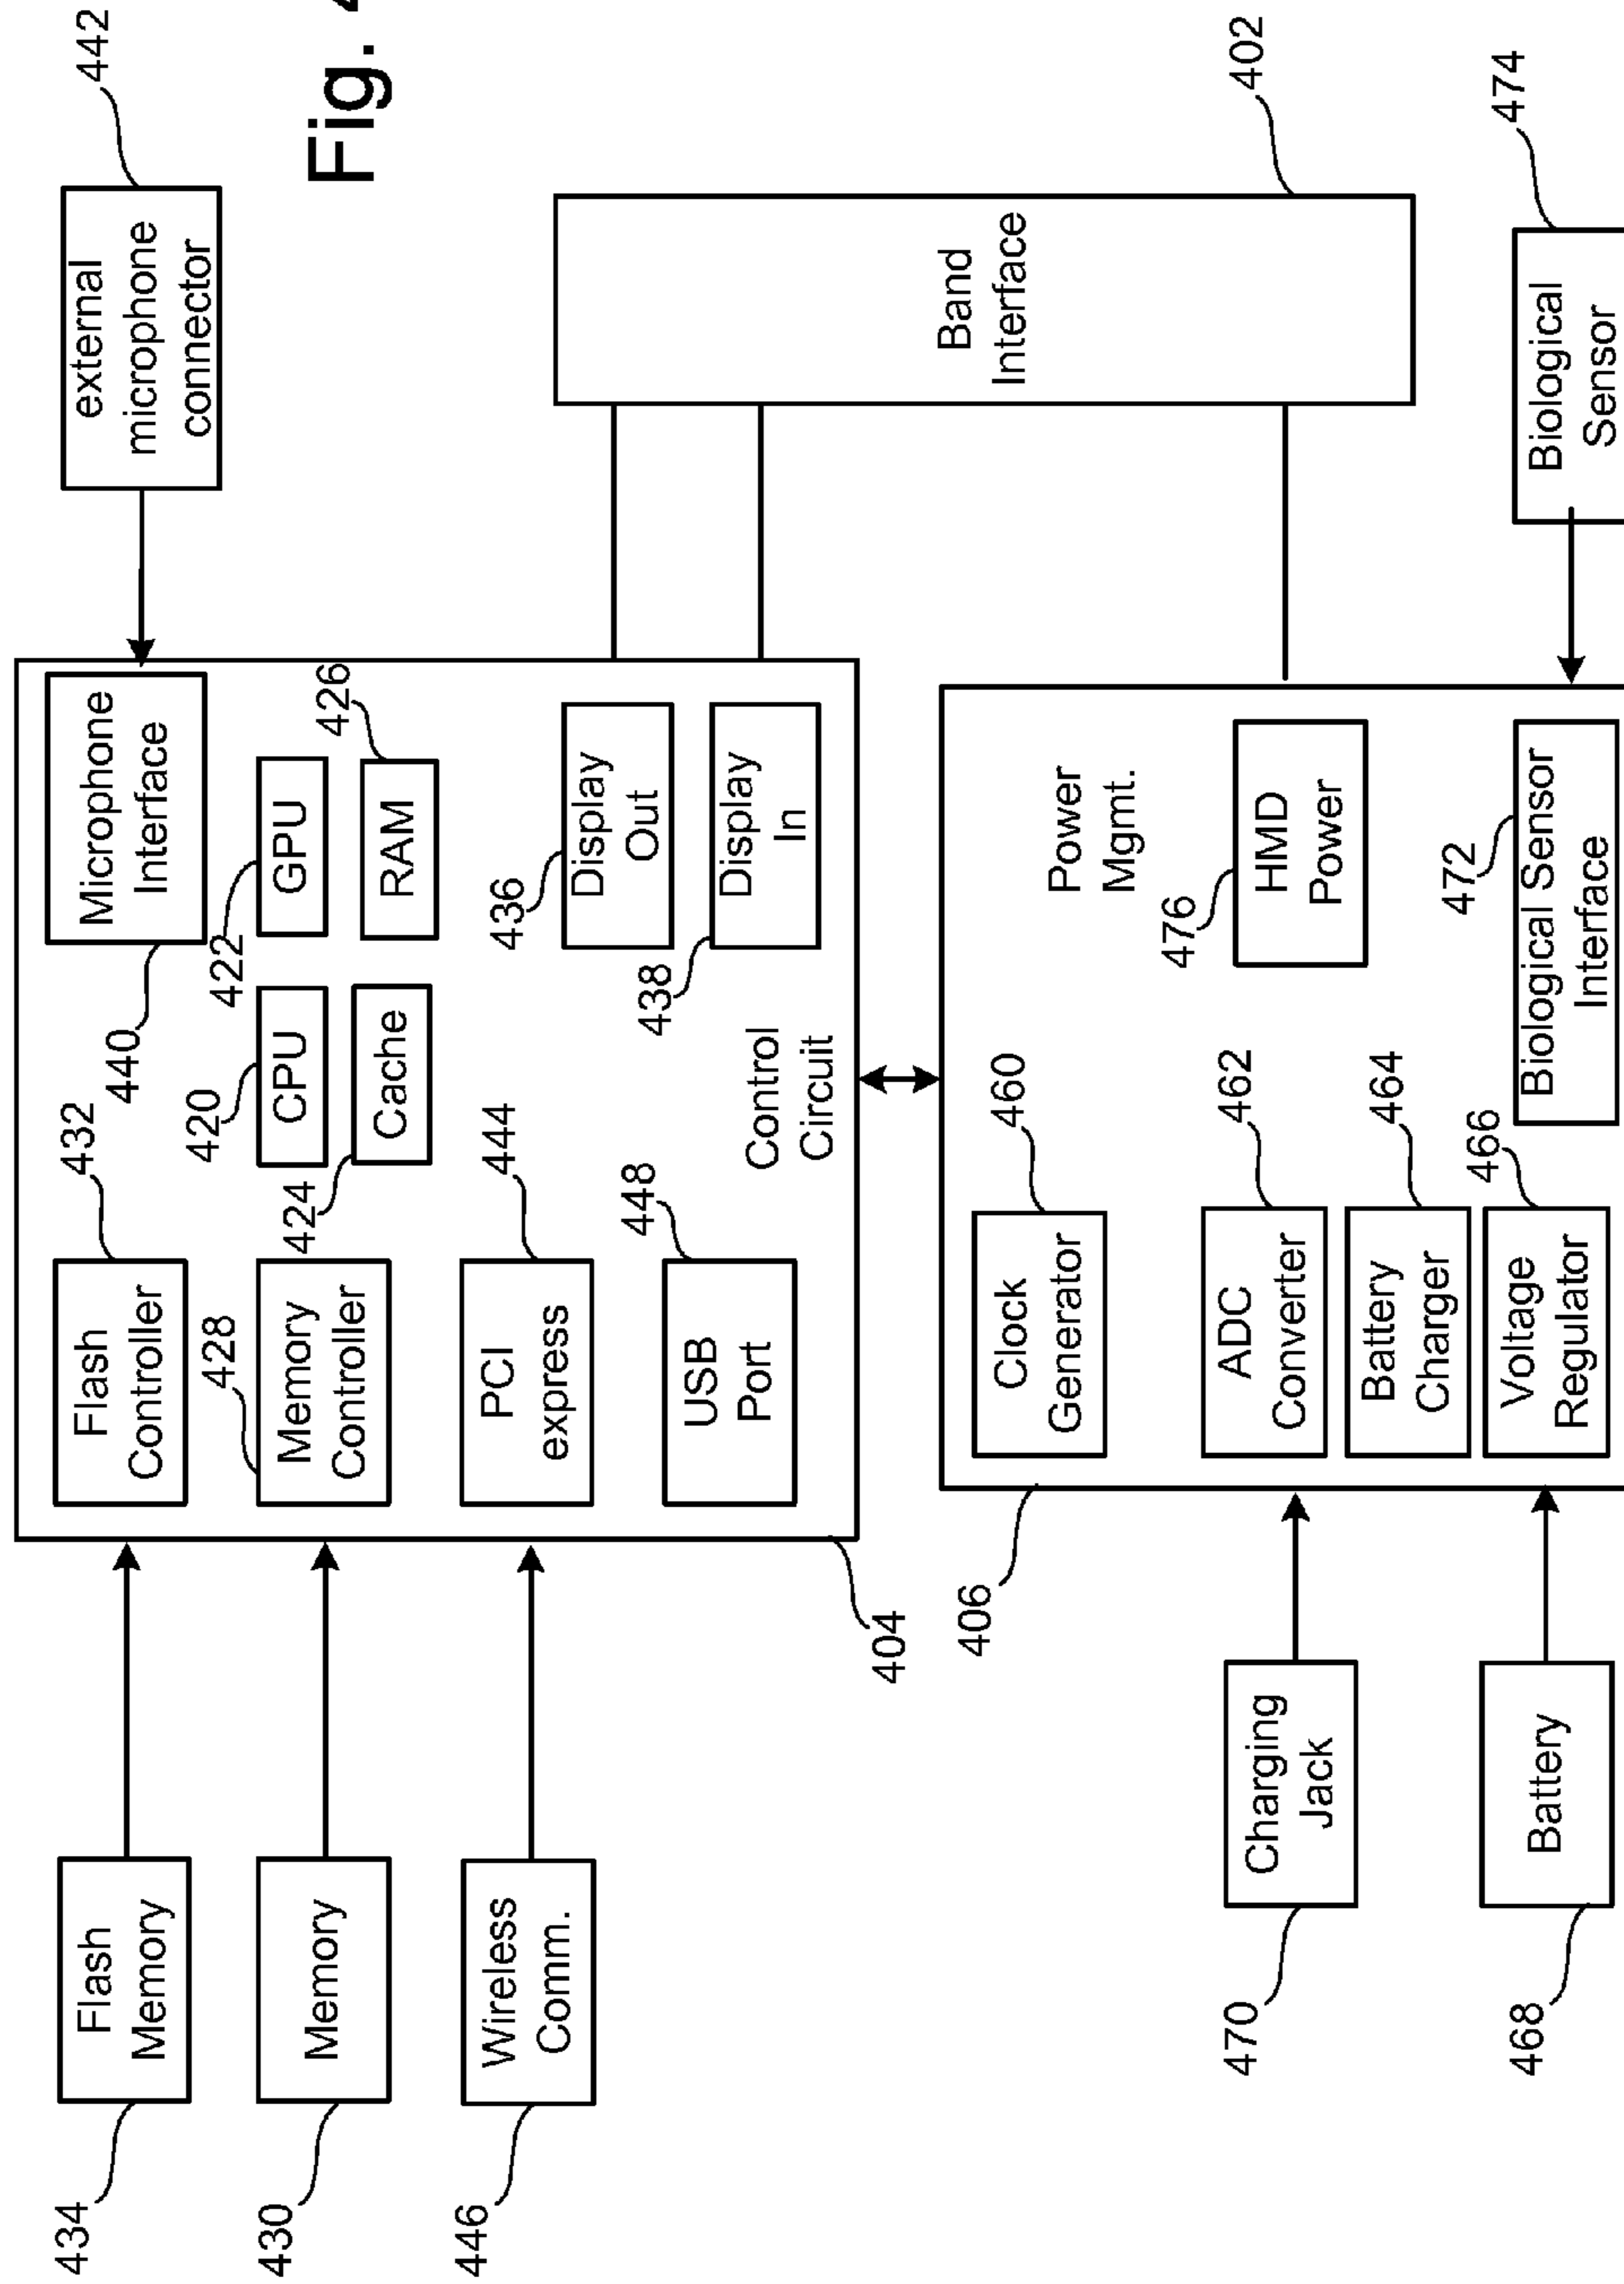 434
Flash
Memory
432
Flash
Controller
440
Microphone
Interface
442
external
microphone
connector
Fig. 4
430
Memory
428
Memory
Controller
420
CPU
422
GPU
424
Cache
426
RAM
446
Wireless
Comm.
444
PCI
express
436
Display
Out
448
USB
Port
438
Display
In
Control
Circuit
404
Band
Interface
402
406
460
Clock
Generator
Power
Mgmt.
470
Charging
Jack
462
ADC
Converter
476
HMD
Power
464
Battery
Charger
468
Battery
466
Voltage
Regulator
472
Biological Sensor
Interface
474
Biological
Sensor